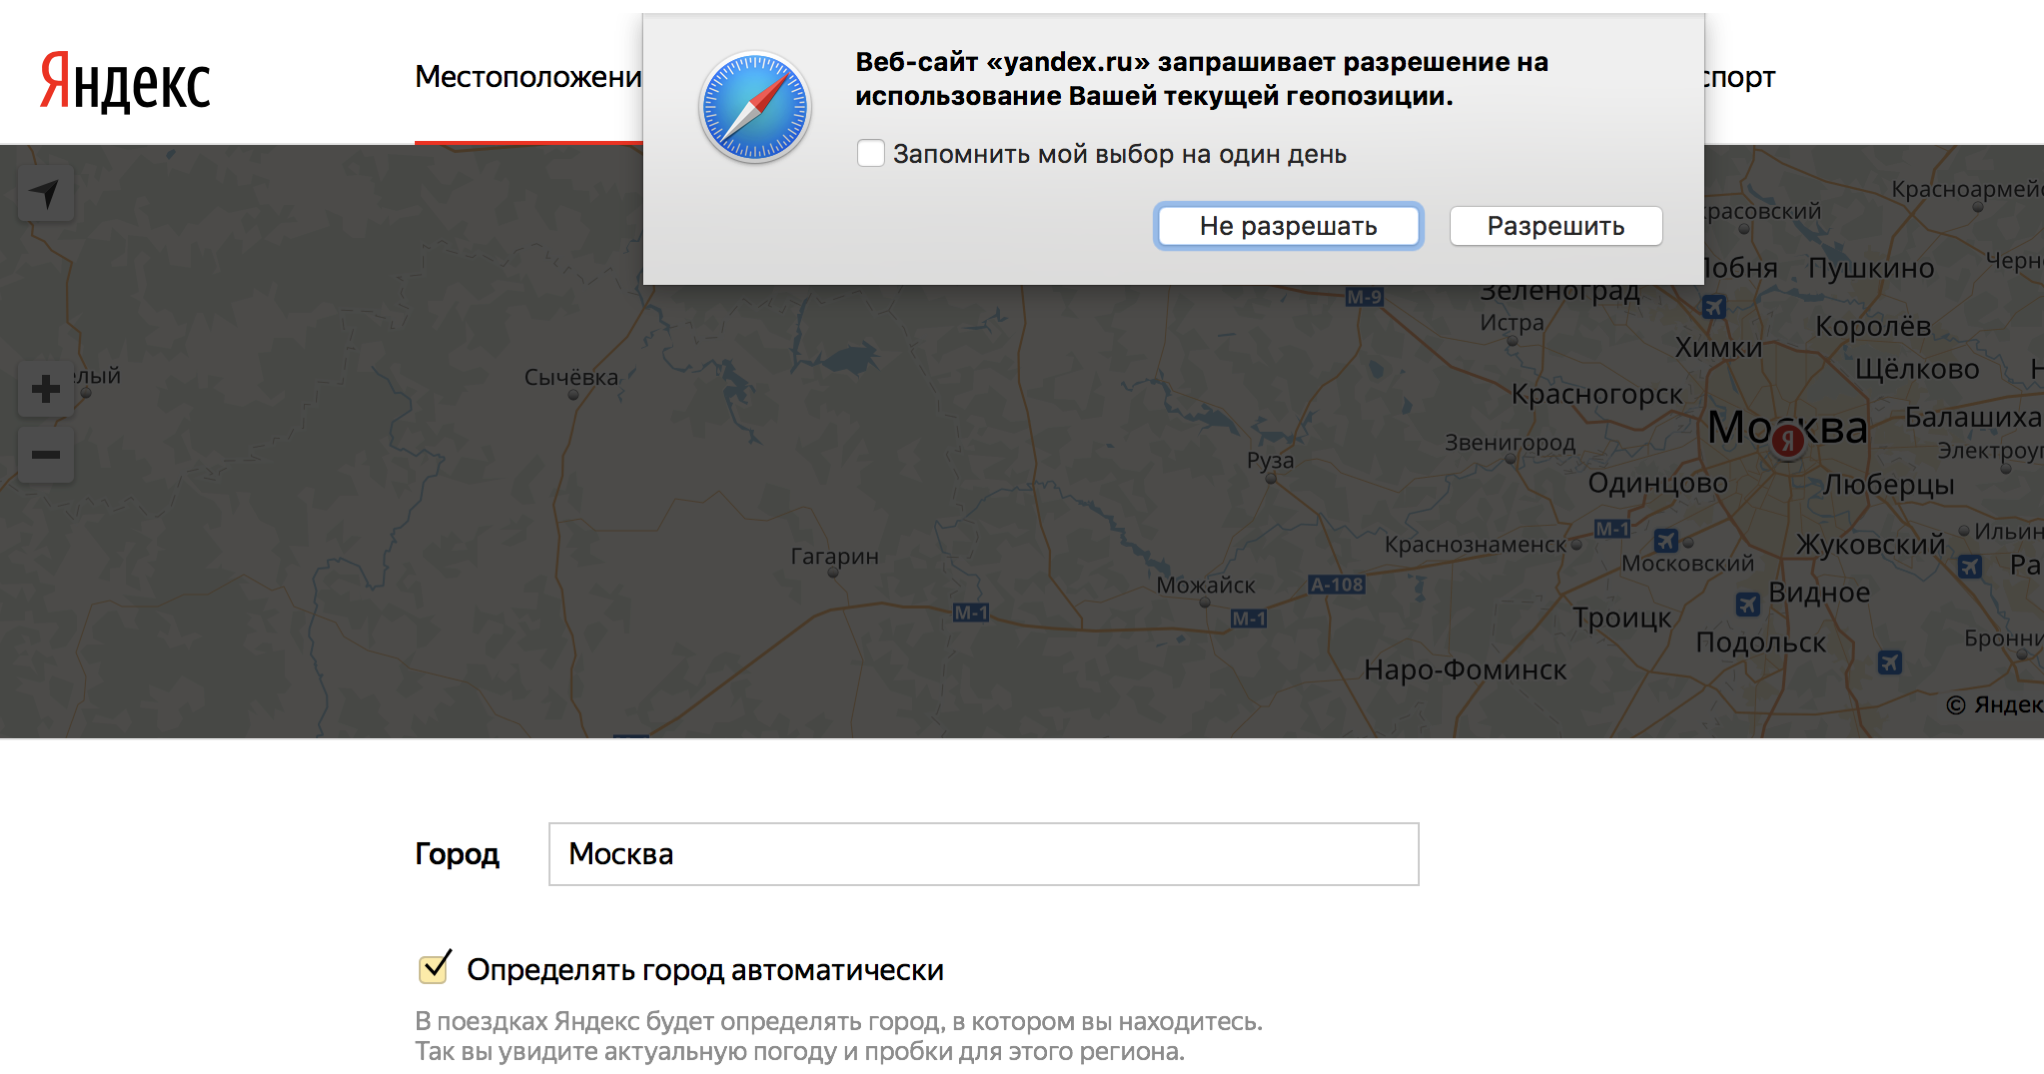 Яндекс
Местоположени
спорт
Веб-сайт «yandex.ru» запрашивает разрешение на
использование Вашей текущей геопозиции.
Запомнить мой выбор на один день
Не разрешать
Разрешить
Красноармейс
расовский
Лобня
Пушкино
Черн
М-9
Зеленоград
Истра
Королёв
Химки
Щёлково
елый
Сычёвка
Красногорск
Москва
Я
Балашиха
Звенигород
Электроуг
Руза
Одинцово
Люберцы
М-1
Ильин
Краснознаменск
Жуковский
Гагарин
Московский
Ра
Можайск
А-108
Видное
М-1
М-1
Троицк
Подольск
Бронни
Наро-Фоминск
© Яндек
Город
Москва
Определять город автоматически
В поездках Яндекс будет определять город, в котором вы находитесь.
Так вы увидите актуальную погоду и пробки для этого региона.